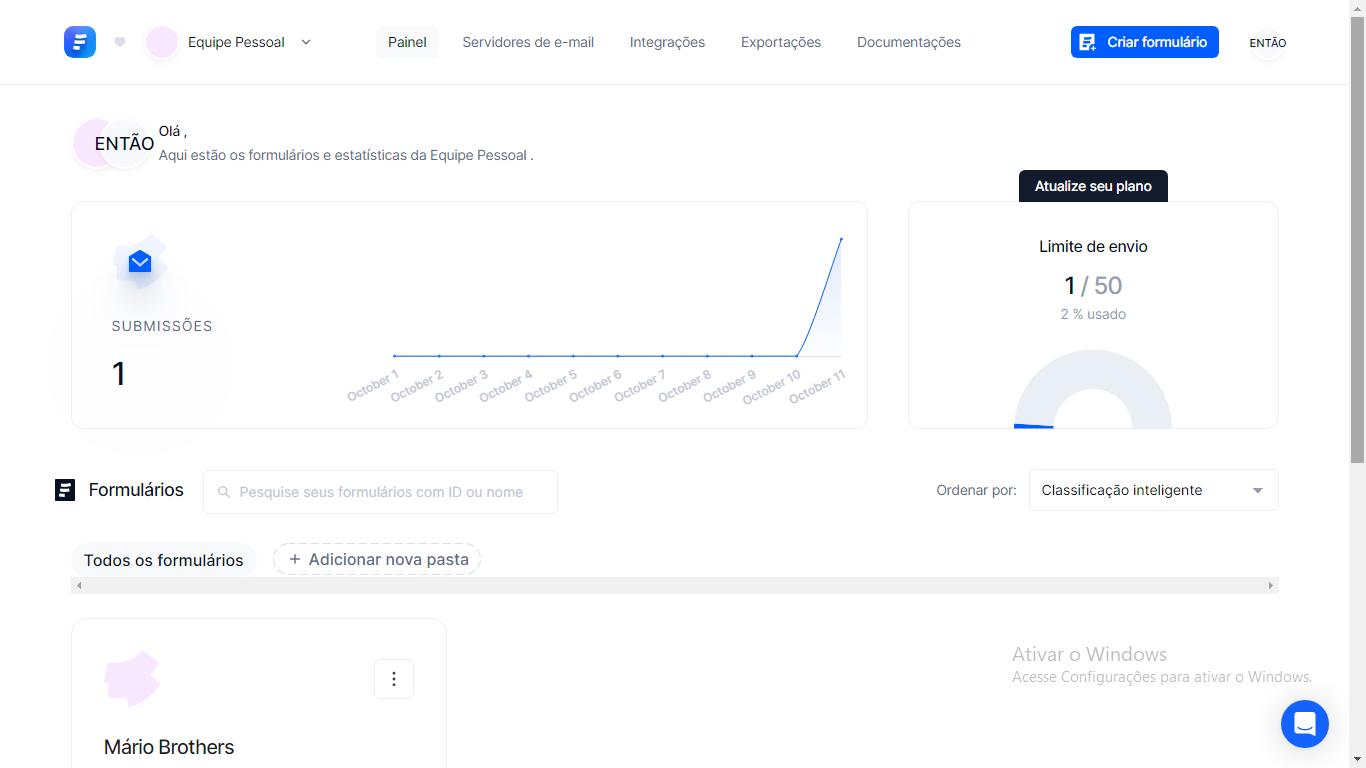 Equipe Pessoal
Painel
Servidores de e-mail
Integrações
Exportações
Documentações
Criar formulário
ENTÃO
ENTÃO
Olá ,
Aqui estão os formulários e estatísticas da Equipe Pessoal .
Atualize seu plano
SUBMISSÕES
1
October 1
October 2
October 3
October 4
October 5
October 6
October 7
October 8
October 9
October 10
October 11
Limite de envio
1 / 50
2 % usado
Formulários
Pesquise seus formulários com ID ou nome
Ordenar por:
Classificação inteligente
Todos os formulários
+ Adicionar nova pasta
Mário Brothers
Ativar o Windows
Acesse Configurações para ativar o Windows.